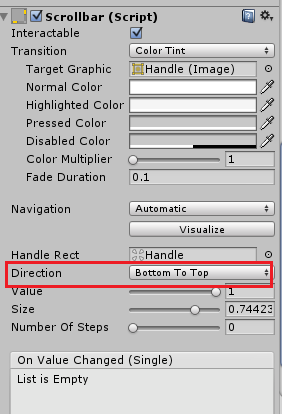 Scrollbar (Script)
Interactable
Transition Color Tint
Target Graphic Handle (Image)
Normal Color
Highlighted Color
Pressed Color
Disabled Color
Color Multiplier 1
Fade Duration 0.1
Navigation Automatic
Visualize
Handle Rect Handle
Direction Bottom To Top
Value 1
Size 0.74423
Number Of Steps 0
On Value Changed (Single)
List is Empty